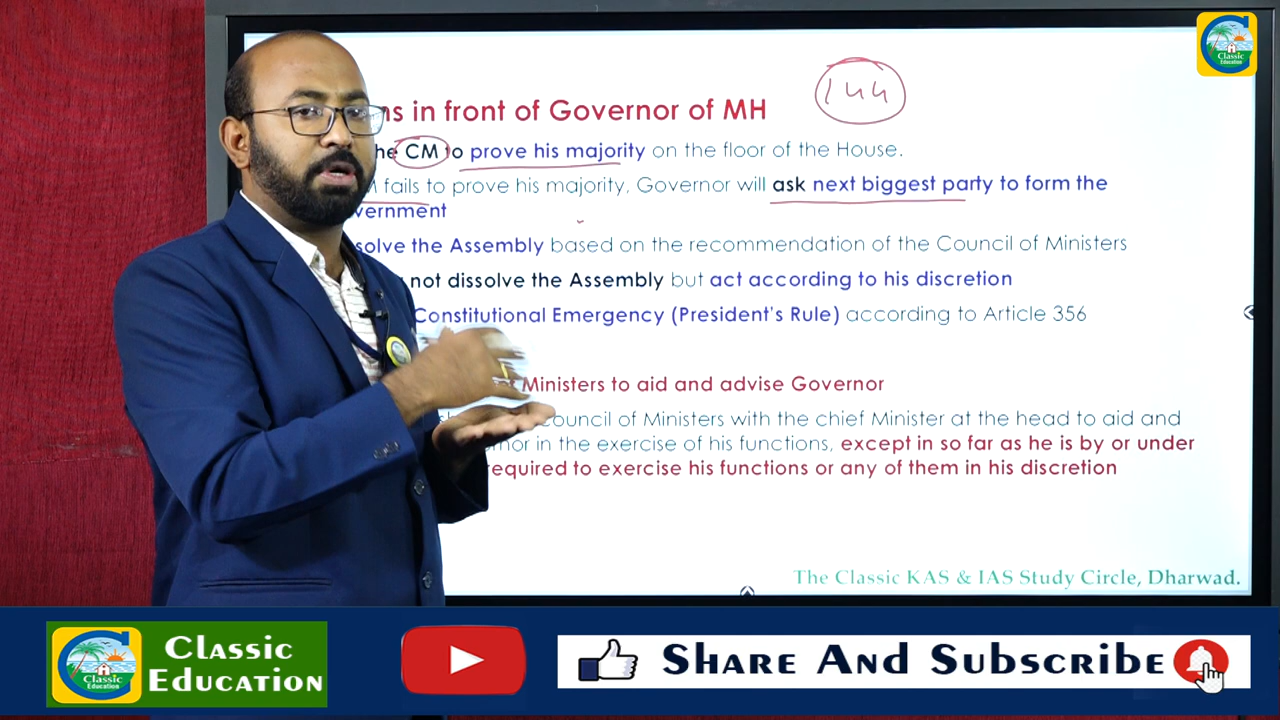 ns in front of Governor of MH
144
he CM to prove his majority on the floor of the House.
fails to prove his majority, Governor will ask next biggest party to form the
vernment
solve the Assembly based on the recommendation of the Council of Ministers
not dissolve the Assembly but act according to his discretion
Constitutional Emergency (President's Rule) according to Article 356
Ministers to aid and advise Governor
council of Ministers with the chief Minister at the head to aid and
nor in the exercise of his functions, except in so far as he is by or under
required to exercise his functions or any of them in his discretion
The Classic KAS & IAS Study Circle, Dharwad.
Classic
Education
Classic
Education
Classic
Education
Share And Subscribe